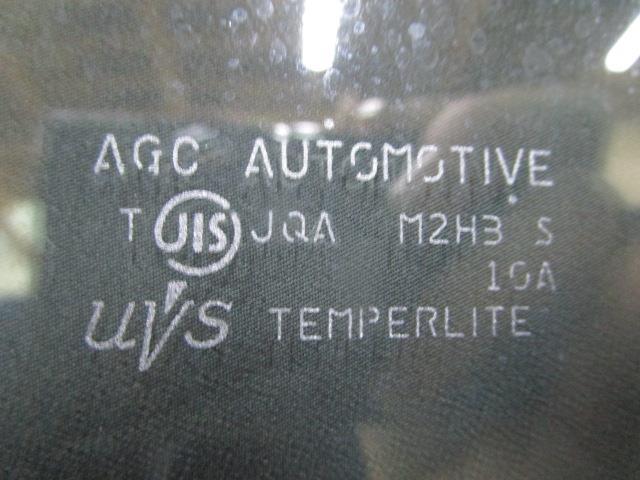 AGC AUTOMOTIVE
T JIS JQA M2H3 S
10A
UVS TEMPERLITE